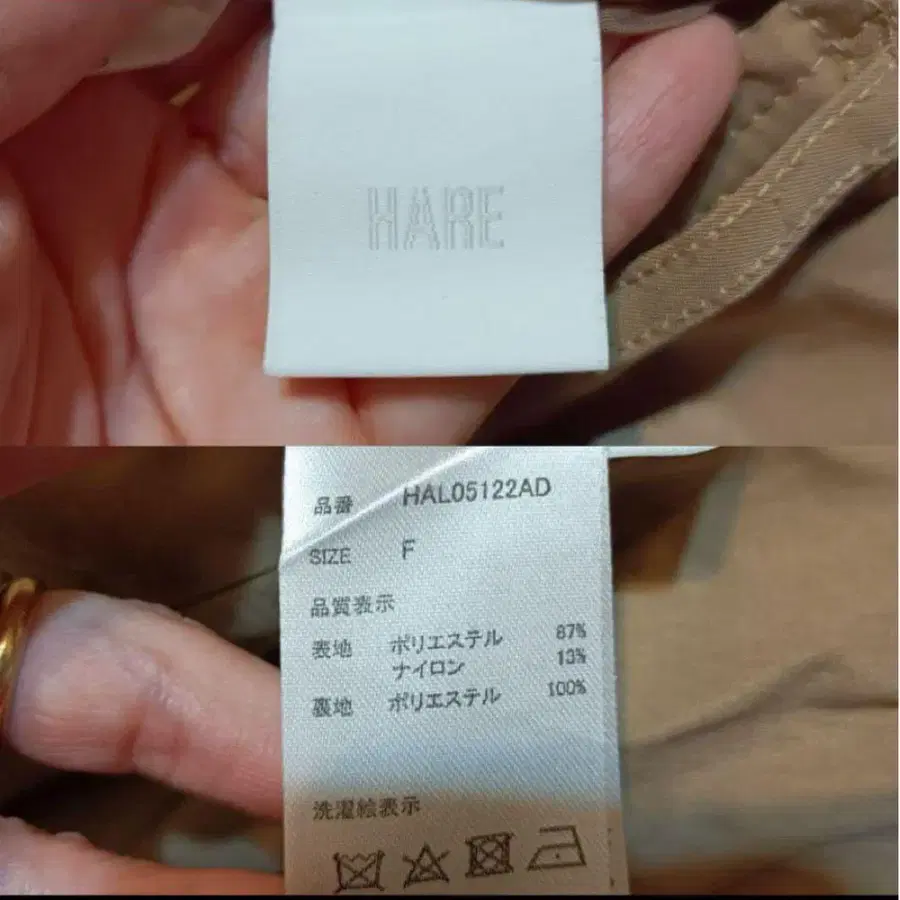 HARE
品番 HAL05122AD
SIZE F
品質表示
表地 ポリエステル 87%
ナイロン 13%
裏地 ポリエステル 100%
洗濯絵表示